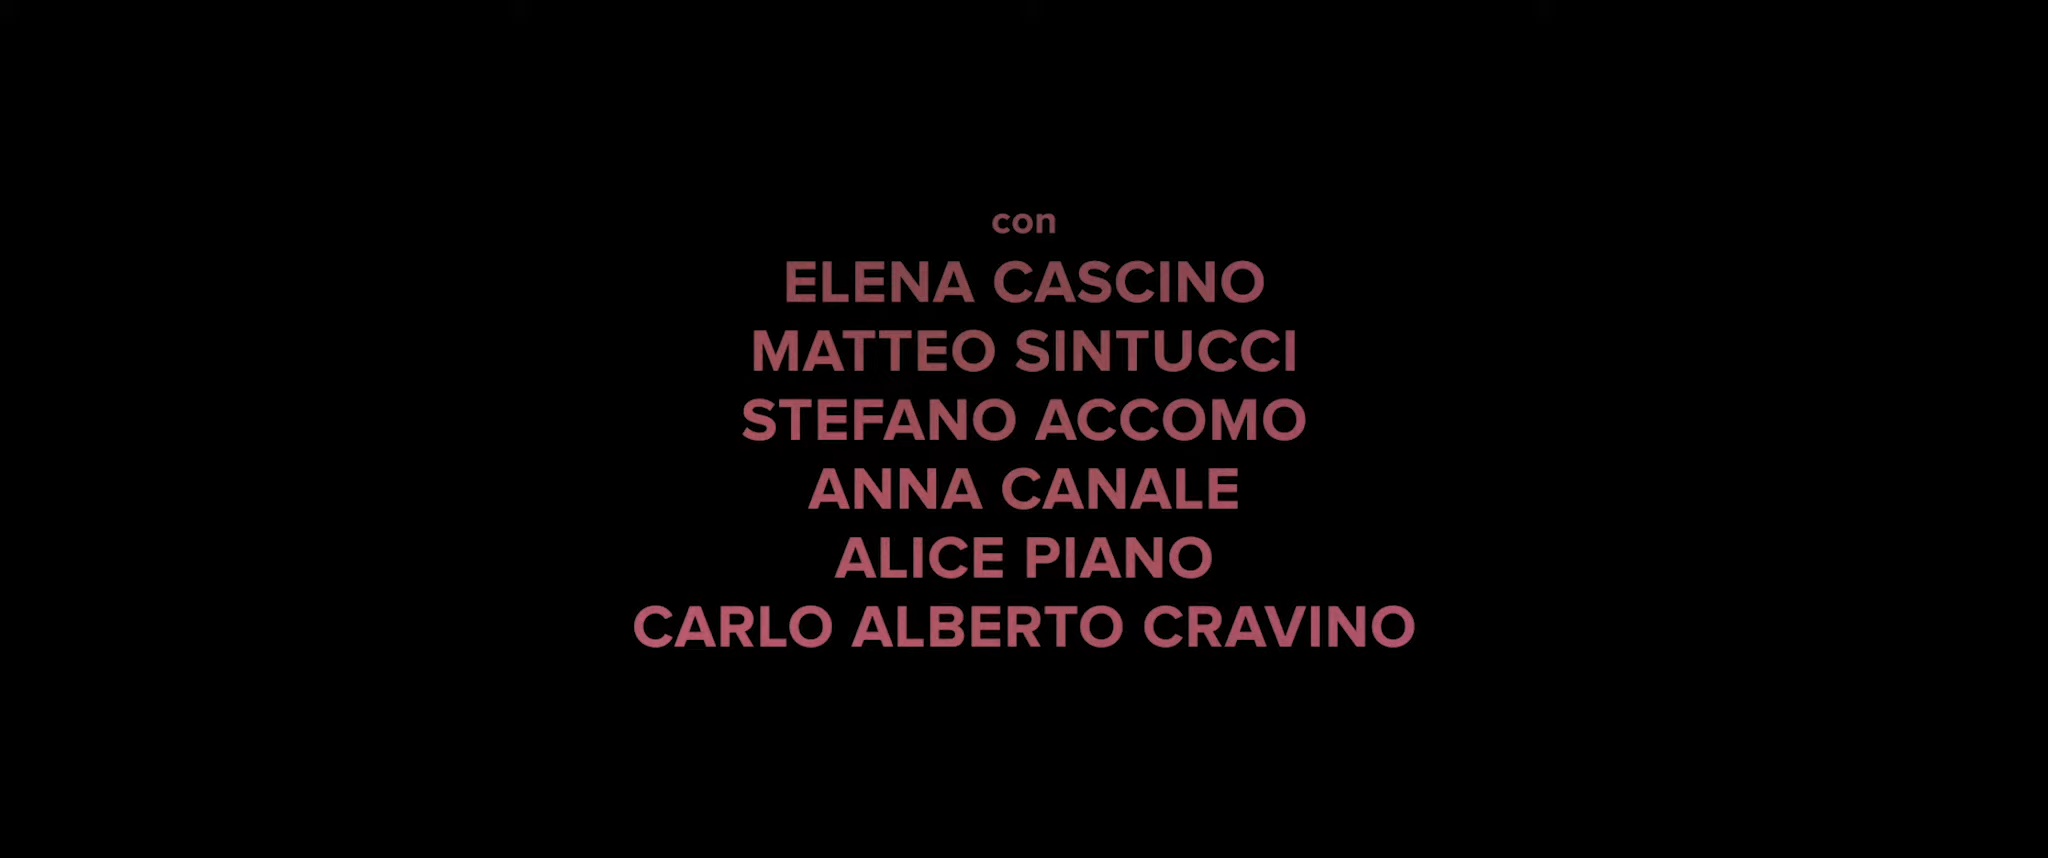 con
ELENA CASCINO
MATTEO SINTUCCI
STEFANO ACCOMO
ANNA CANALE
ALICE PIANO
CARLO ALBERTO CRAVINO